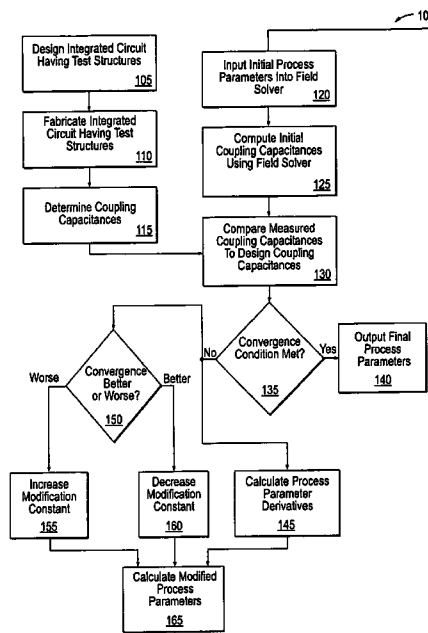 10
Design Integrated Circuit
Having Test Structures
105
Fabricate Integrated
Circuit Having Test
Structures
110
Determine Coupling
Capacitances
115
Input Initial Process
Parameters Into Field
Solver
120
Compute Initial
Coupling Capacitances
Using Field Solver
125
Compare Measured
Coupling Capacitances
To Design Coupling
Capacitances
130
Convergence
Condition Met?
135
No
Yes
Output Final
Process
Parameters
140
Convergence
Better
or Worse?
150
Worse
Better
Increase
Modification
Constant
155
Decrease
Modification
Constant
160
Calculate Process
Parameter
Derivatives
145
Calculate Modified
Process
Parameters
165